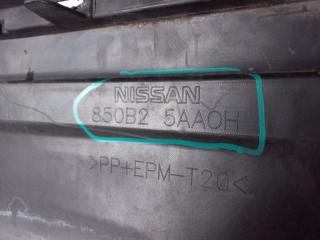 NISSAN
850B2 5AA0H
>PP+EPM-T20<